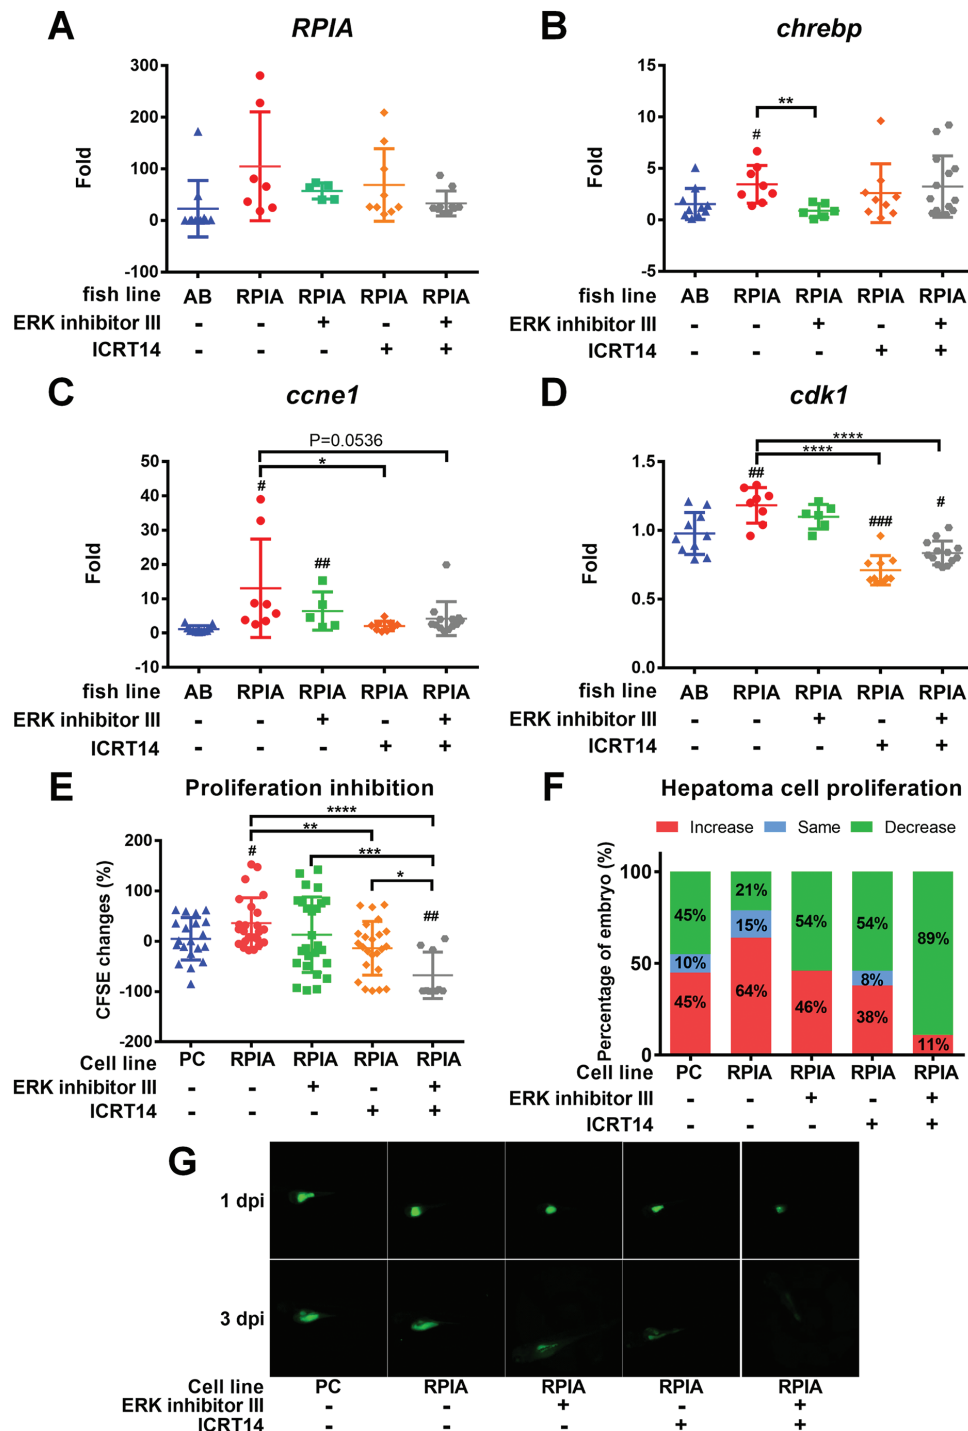 A
RPIA
Fold
300
200
100
0
-100
fish line AB RPIA RPIA RPIA RPIA
ERK inhibitor III - - + - +
ICRT14 - - - + +
B
chrebp
Fold
15
10
5
0
-5
**
#
fish line AB RPIA RPIA RPIA RPIA
ERK inhibitor III - - + - +
ICRT14 - - - + +
C
ccne1
Fold
50
40
30
20
10
0
-10
P=0.0536
*
#
##
fish line AB RPIA RPIA RPIA RPIA
ERK inhibitor III - - + - +
ICRT14 - - - + +
D
cdk1
Fold
1.5
1.0
0.5
0.0
****
****
##
###
#
fish line AB RPIA RPIA RPIA RPIA
ERK inhibitor III - - + - +
ICRT14 - - - + +
E
Proliferation inhibition
CFSE changes (%)
200
100
0
-100
-200
****
**
***
*
#
##
Cell line PC RPIA RPIA RPIA RPIA
ERK inhibitor III - - + - +
ICRT14 - - - + +
F
Hepatoma cell proliferation
Increase Same Decrease
Percentage of embryo (%)
100
50
0
45% 21% 54% 54% 89%
10% 15% 8%
45% 64% 46% 38% 11%
Cell line PC RPIA RPIA RPIA RPIA
ERK inhibitor III - - + - +
ICRT14 - - - + +
G
1 dpi
3 dpi
Cell line PC RPIA RPIA RPIA RPIA
ERK inhibitor III - - + - +
ICRT14 - - - + +